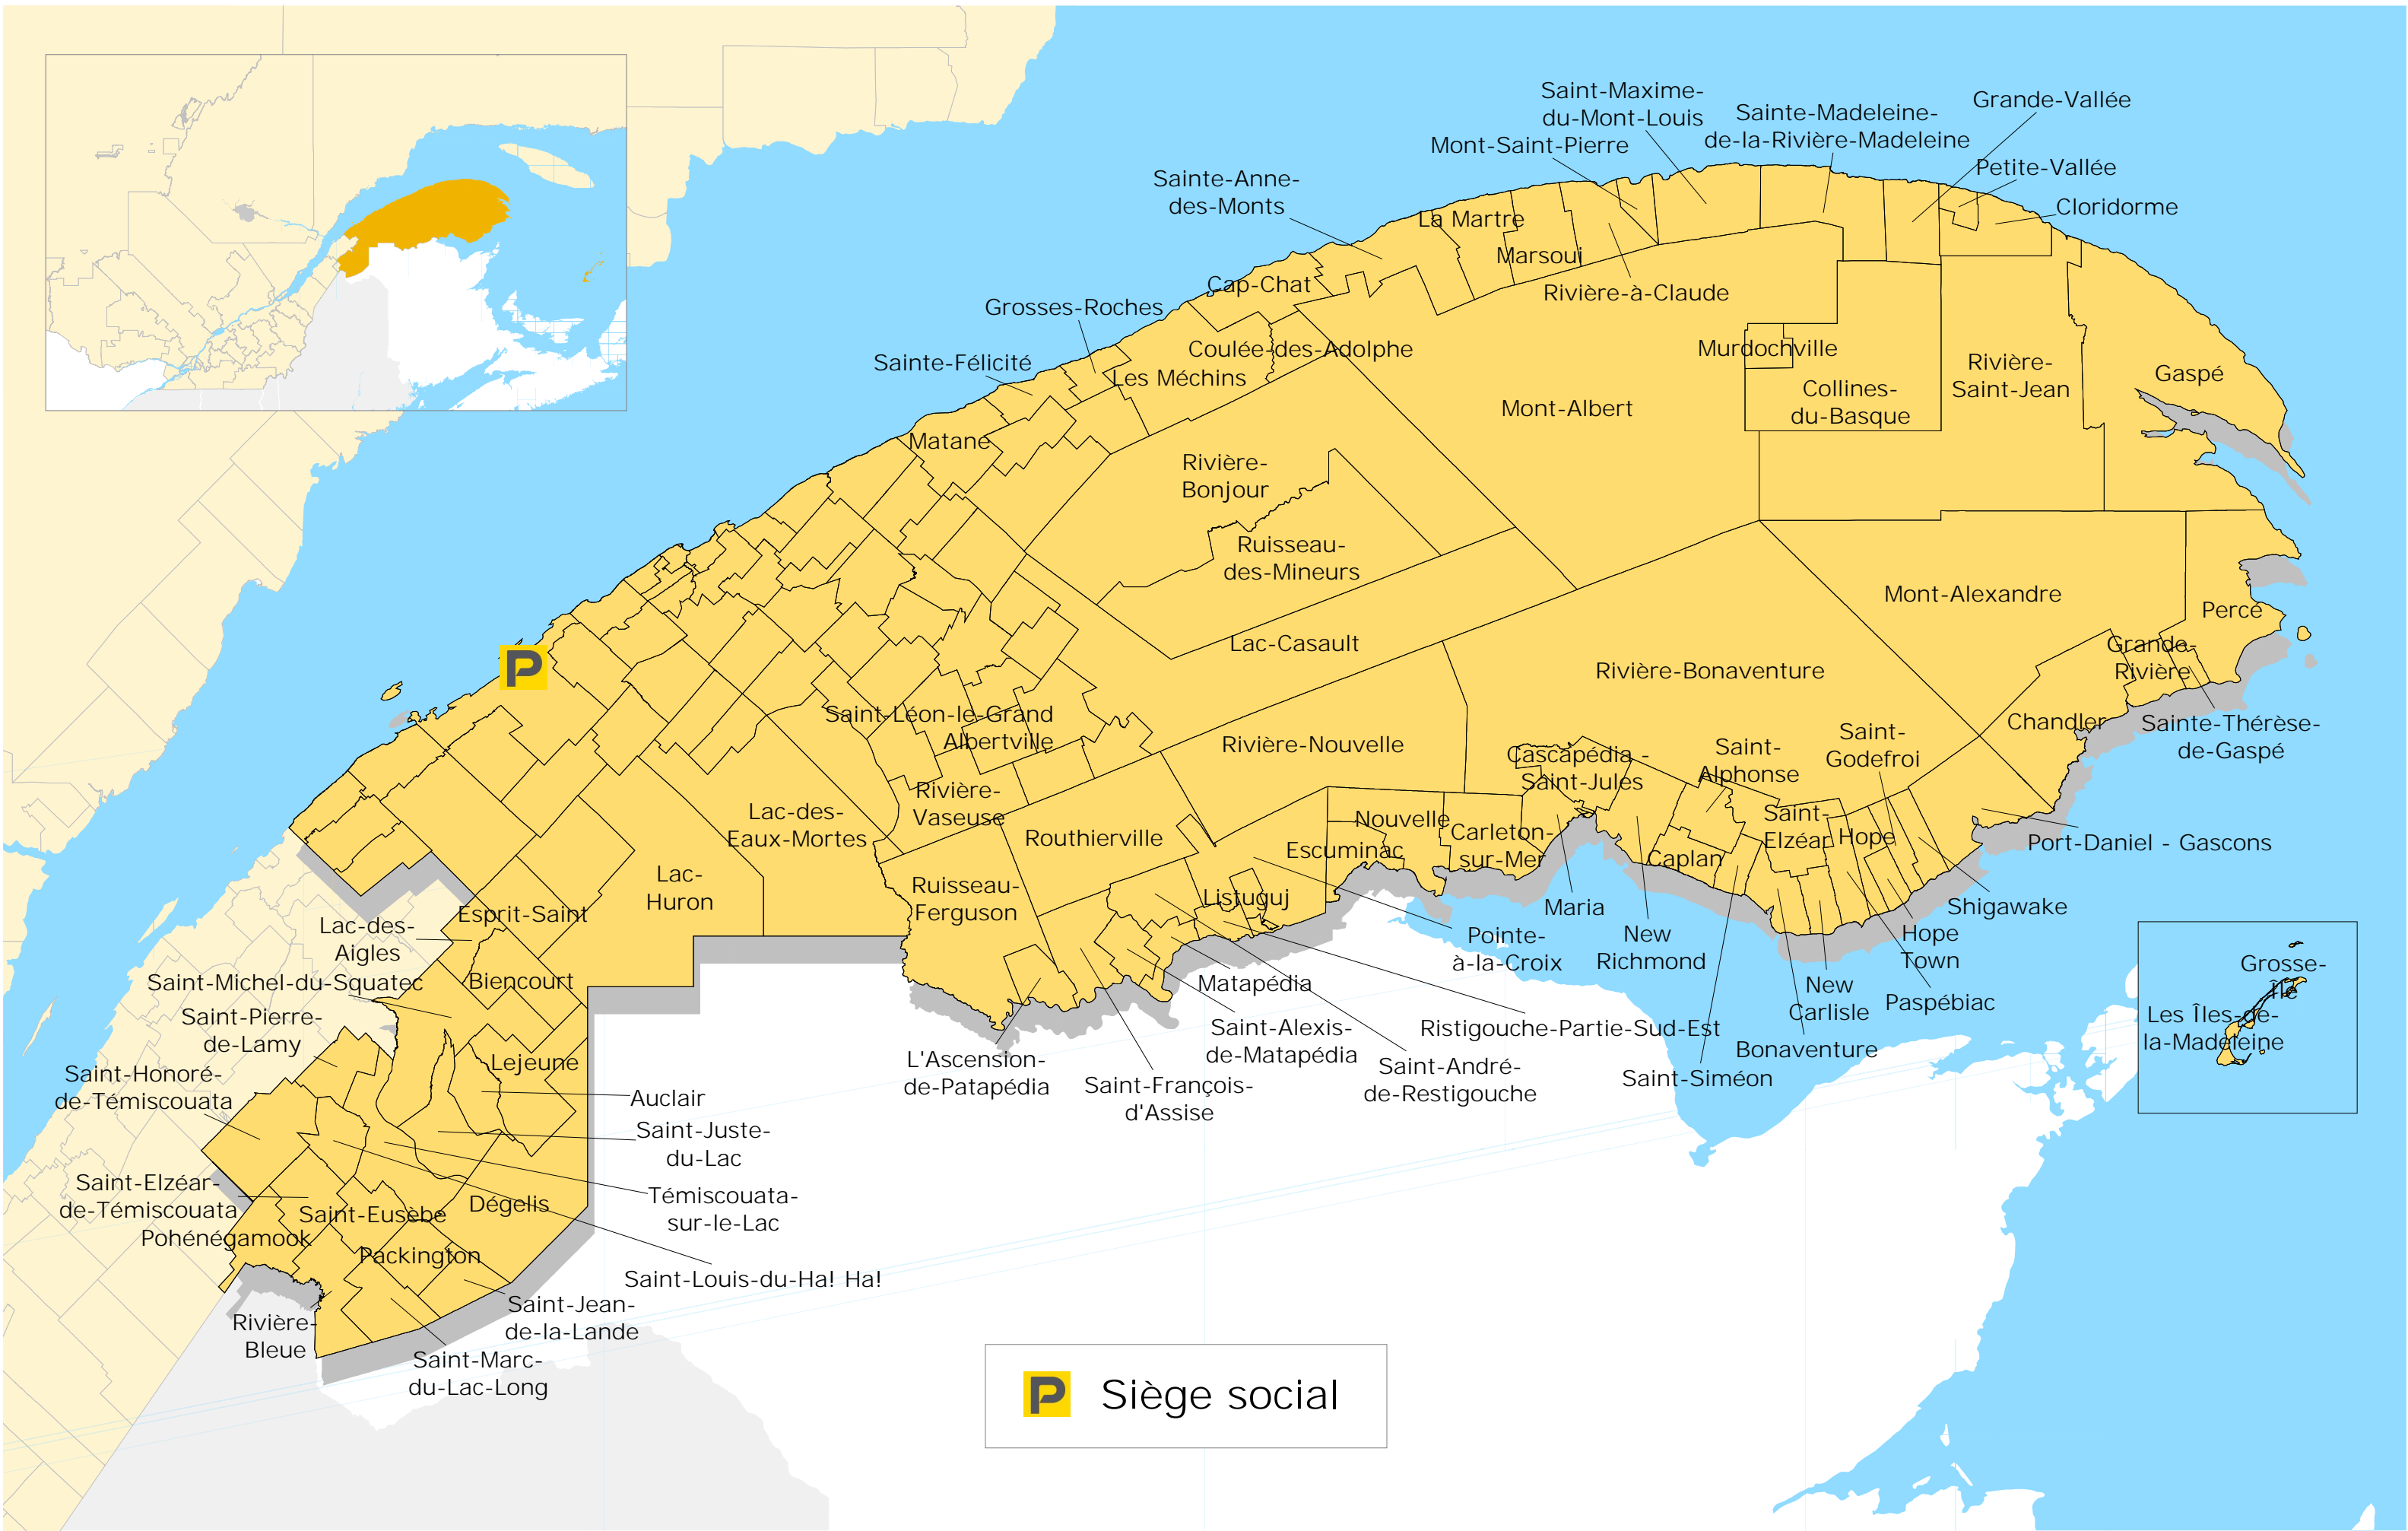 Saint-Maxime-
du-Mont-Louis
Sainte-Madeleine-
de-la-Rivière-Madeleine
Grande-Vallée
Mont-Saint-Pierre
Petite-Vallée
Sainte-Anne-
des-Monts
Cloridorme
La Martre
Marsoui
Cap-Chat
Rivière-à-Claude
Grosses-Roches
Coulée-des-Adolphe
Murdochville
Sainte-Félicité
Les Méchins
Rivière-
Saint-Jean
Gaspé
Collines-
du-Basque
Mont-Albert
Matane
Rivière-
Bonjour
Ruisseau-
des-Mineurs
Mont-Alexandre
Percé
Lac-Casault
Grande-
Rivière
P
Rivière-Bonaventure
Saint-Léon-le-Grand
Albertville
Rivière-Nouvelle
Chandler
Sainte-Thérèse-
de-Gaspé
Saint-
Godefroi
Cascapédia -
Saint-Jules
Saint-
Alphonse
Rivière-
Vaseuse
Lac-des-
Eaux-Mortes
Routhierville
Nouvelle
Carleton-
sur-Mer
Escuminac
Saint-
Elzéar
Hope
Caplan
Port-Daniel - Gascons
Lac-
Huron
Ruisseau-
Ferguson
Listuguj
Maria
Shigawake
Esprit-Saint
Lac-des-
Aigles
Pointe-
à-la-Croix
New
Richmond
Hope
Town
Saint-Michel-du-Squatec
Biencourt
Matapédia
New
Carlisle
Paspébiac
Grosse-
Île
Les Îles-de-
la-Madeleine
Saint-Pierre-
de-Lamy
Saint-Alexis-
de-Matapédia
Ristigouche-Partie-Sud-Est
Bonaventure
Lejeune
L'Ascension-
de-Patapédia
Saint-François-
d'Assise
Saint-André-
de-Restigouche
Saint-Siméon
Saint-Honoré-
de-Témiscouata
Auclair
Saint-Juste-
du-Lac
Saint-Elzéar-
de-Témiscouata
Témiscouata-
sur-le-Lac
Dégelis
Saint-Eusèbe
Pohénégamook
Packington
Saint-Louis-du-Ha! Ha!
Saint-Jean-
de-la-Lande
Rivière-
Bleue
Saint-Marc-
du-Lac-Long
P Siège social